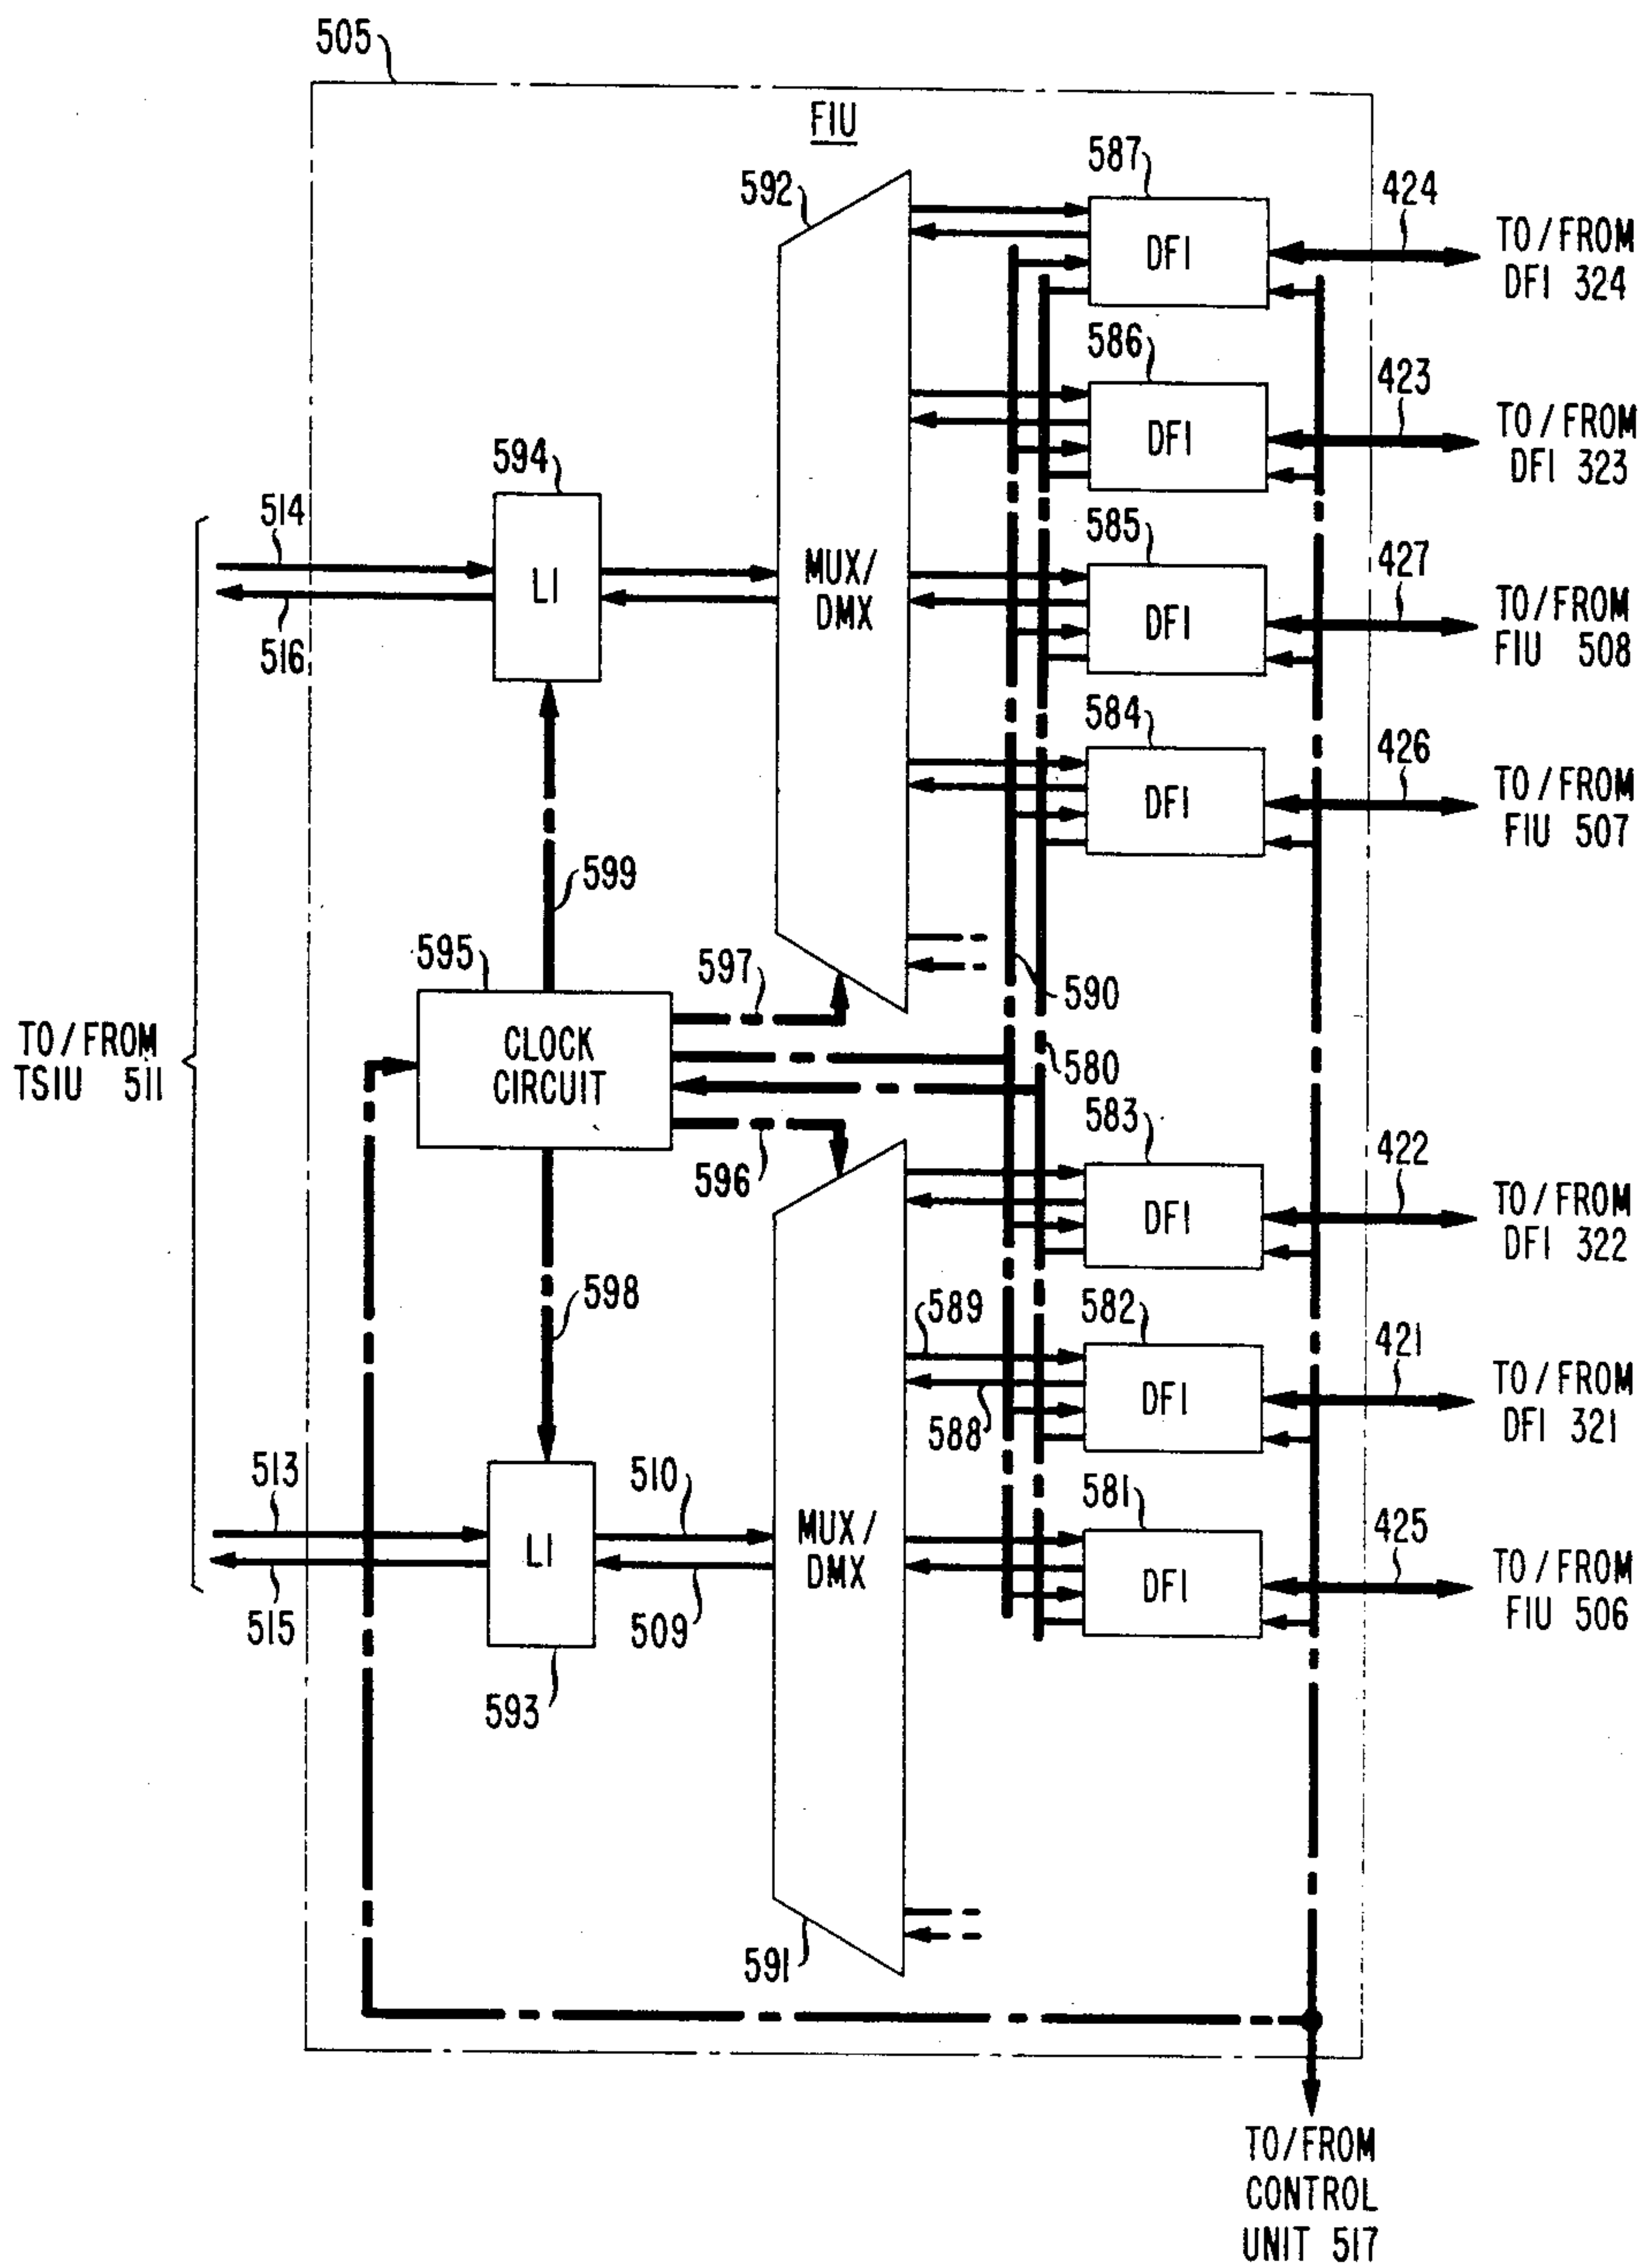 505
FIU
587
592
424
DFI
TO/FROM
DFI 324
586
423
DFI
TO/FROM
DFI 323
594
514
585
427
LI
MUX/
DMX
DFI
TO/FROM
FIU 508
516
584
426
DFI
TO/FROM
FIU 507
599
595
597
590
TO/FROM
TSIU 511
CLOCK
CIRCUIT
580
583
422
596
DFI
TO/FROM
DFI 322
598
589
582
421
DFI
TO/FROM
DFI 321
588
513
510
581
425
LI
MUX/
DMX
DFI
TO/FROM
FIU 506
515
509
593
591
TO/FROM
CONTROL
UNIT 517